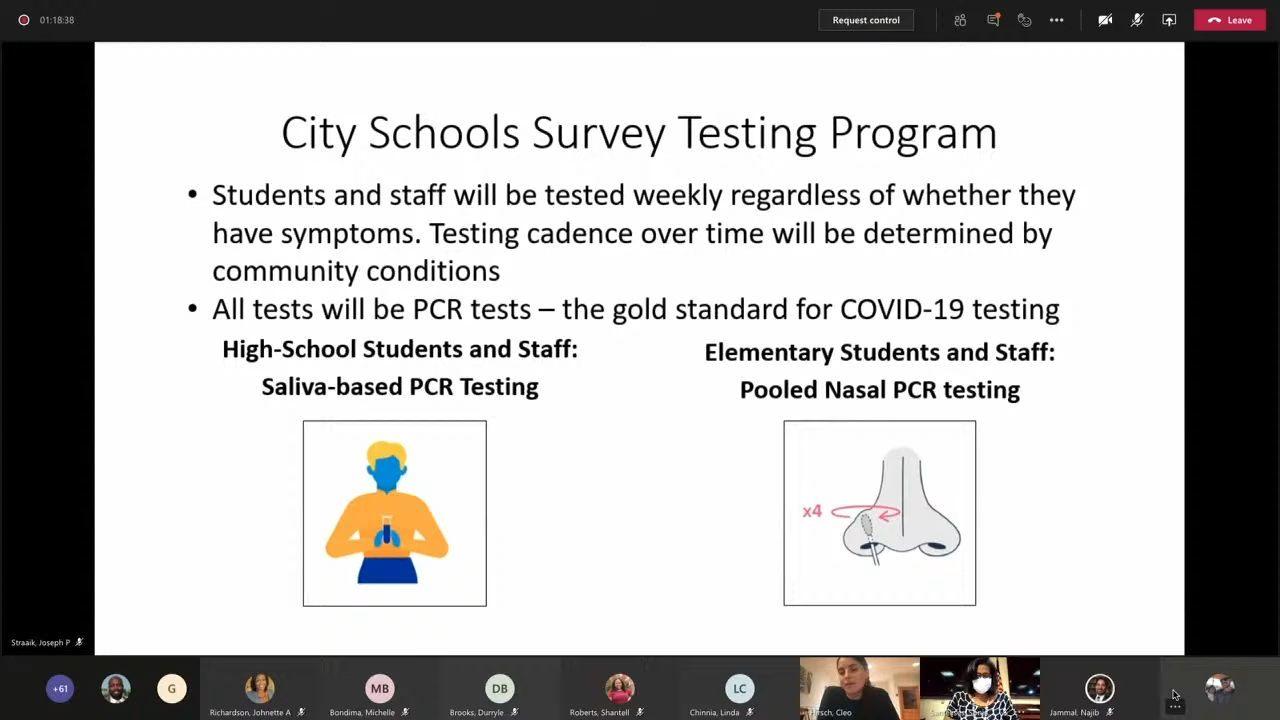 01:18:38
Request control
Leave
City Schools Survey Testing Program
• Students and staff will be tested weekly regardless of whether they
have symptoms. Testing cadence over time will be determined by
community conditions
• All tests will be PCR tests – the gold standard for COVID-19 testing
High-School Students and Staff:
Saliva-based PCR Testing
Elementary Students and Staff:
Pooled Nasal PCR testing
x4
Straaik, Joseph P
+61
G
MB
DB
LC
Richardson, Johnette A
Bondima, Michelle
Brooks, Durryle
Roberts, Shantell
Chinnia, Linda
Cleo
Jammal, Najib